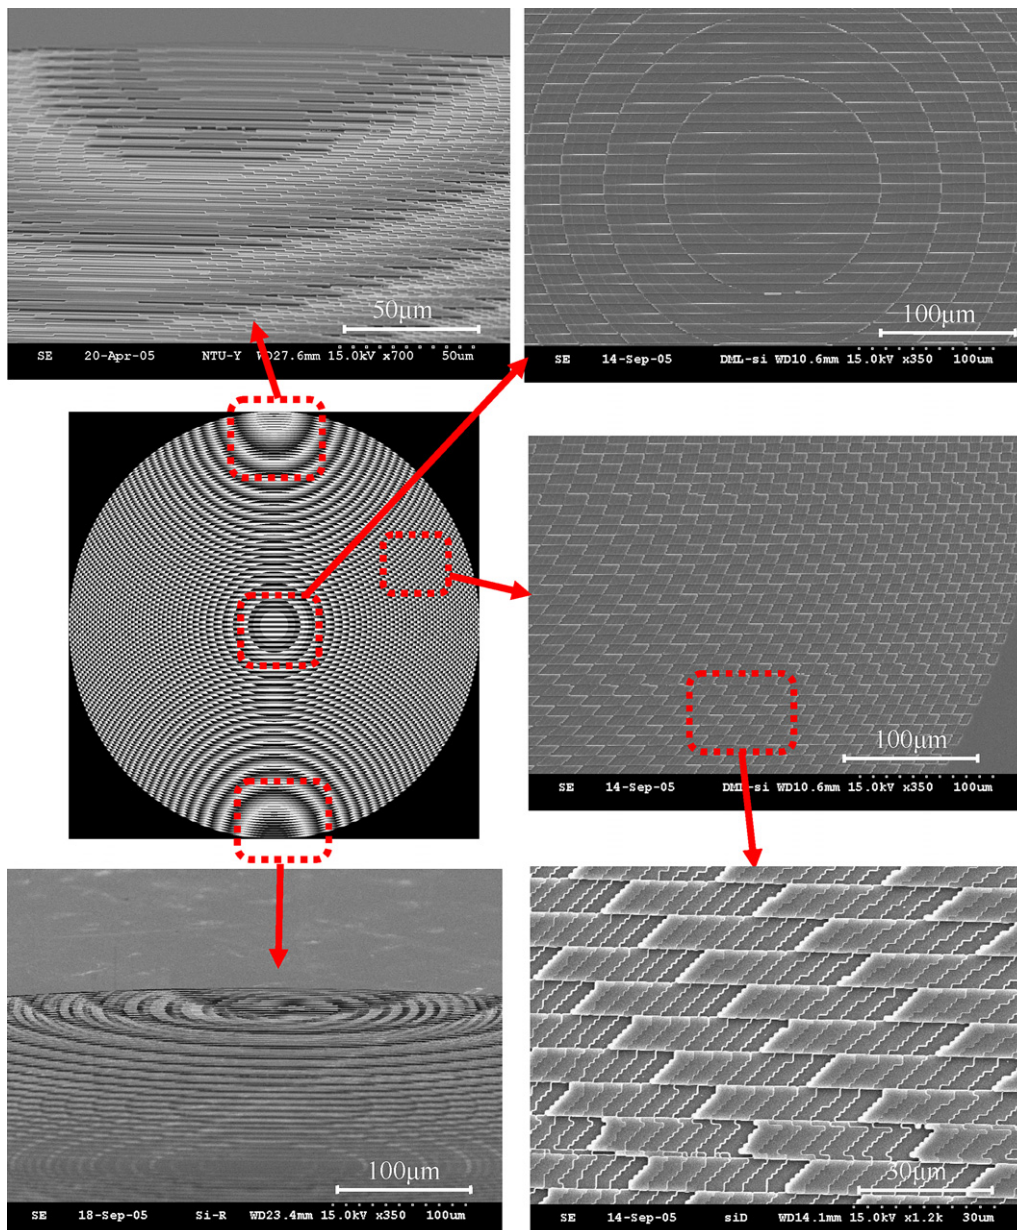 50µm
SE 20-Apr-05 NTU-Y WD27.6mm 15.0kV x700 50um
100µm
SE 14-Sep-05 DML-si WD10.6mm 15.0kV x350 100um
100µm
SE 14-Sep-05 DML-si WD10.6mm 15.0kV x350 100um
100µm
SE 18-Sep-05 Si-R WD23.4mm 15.0kV x350 100um
30µm
SE 14-Sep-05 siD WD14.1mm 15.0kV x1.2k 30um